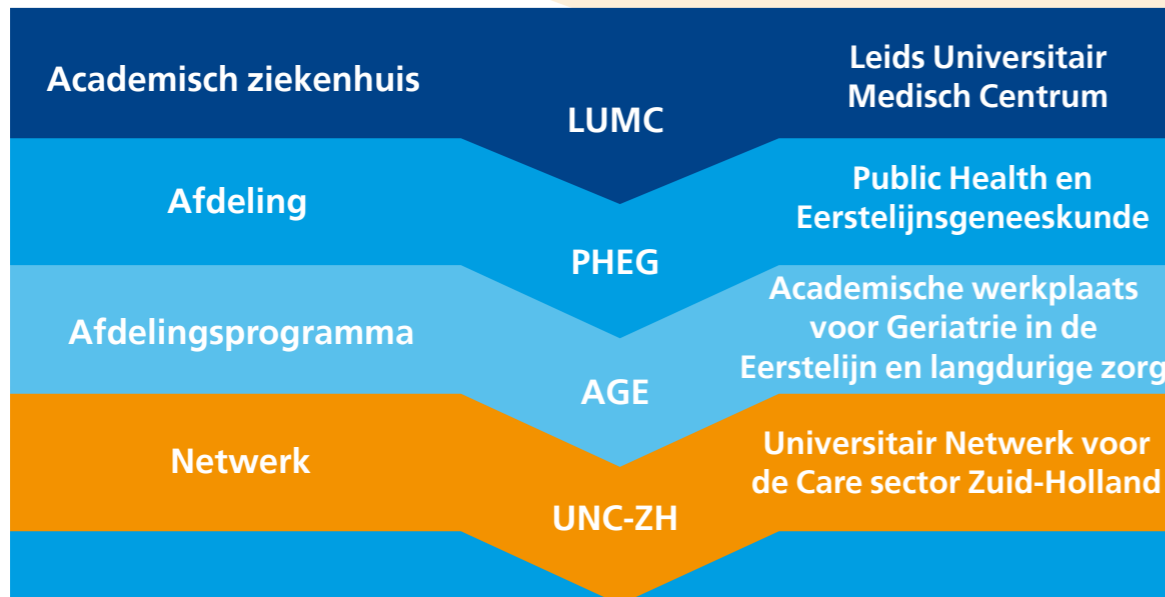 Academisch ziekenhuis
LUMC
Leids Universitair
Medisch Centrum
Afdeling
PHEG
Public Health en
Eerstelijnsgeneeskunde
Afdelingsprogramma
AGE
Academische werkplaats
voor Geriatrie in de
Eerstelijn en langdurige zorg
Netwerk
UNC-ZH
Universitair Netwerk voor
de Care sector Zuid-Holland